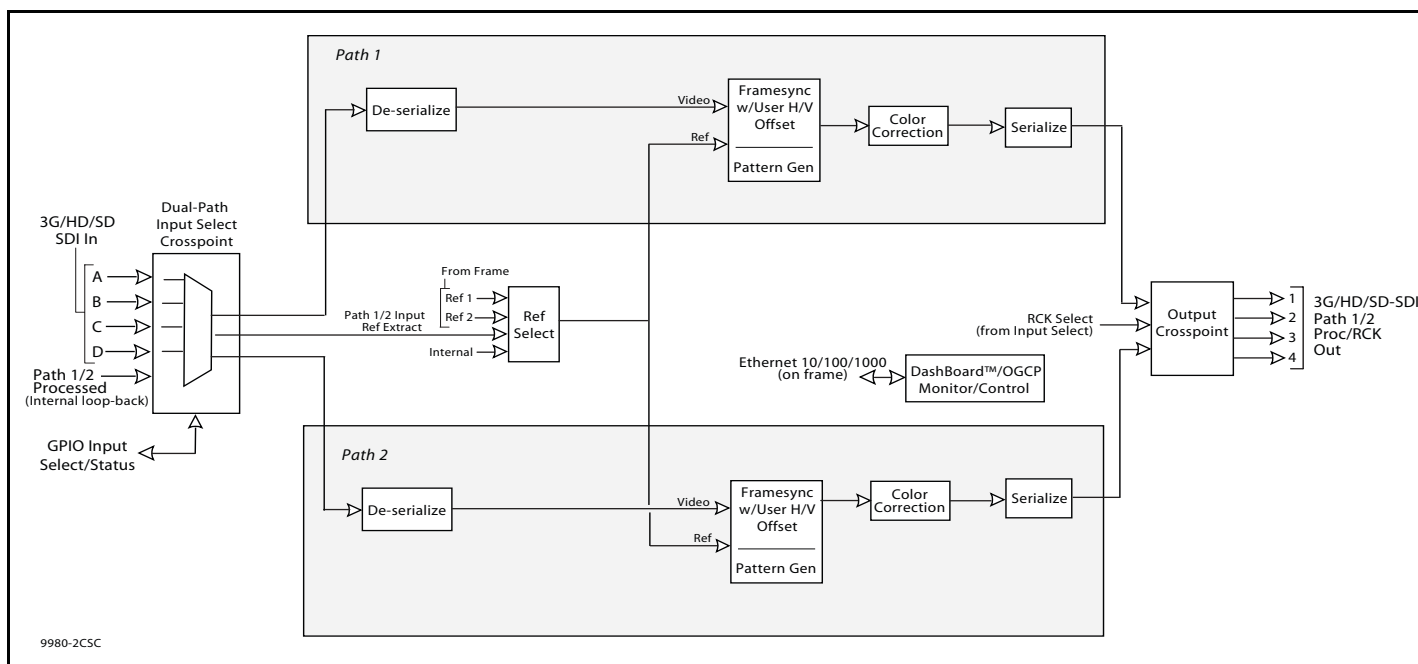 Path 1
De-serialize
Video
Ref
Framesync
w/User H/V
Offset
Pattern Gen
Color
Correction
Serialize
Dual-Path
Input Select
Crosspoint
3G/HD/SD
SDI In
A
B
C
D
Path 1/2
Processed
(Internal loop-back)
GPIO Input
Select/Status
From Frame
Ref 1
Ref 2
Path 1/2 Input
Ref Extract
Internal
Ref
Select
RCK Select
(from Input Select)
Ethernet 10/100/1000
(on frame)
DashBoard™/OGCP
Monitor/Control
Output
Crosspoint
1
2
3
4
3G/HD/SD-SDI
Path 1/2
Proc/RCK
Out
Path 2
De-serialize
Video
Ref
Framesync
w/User H/V
Offset
Pattern Gen
Color
Correction
Serialize
9980-2CSC